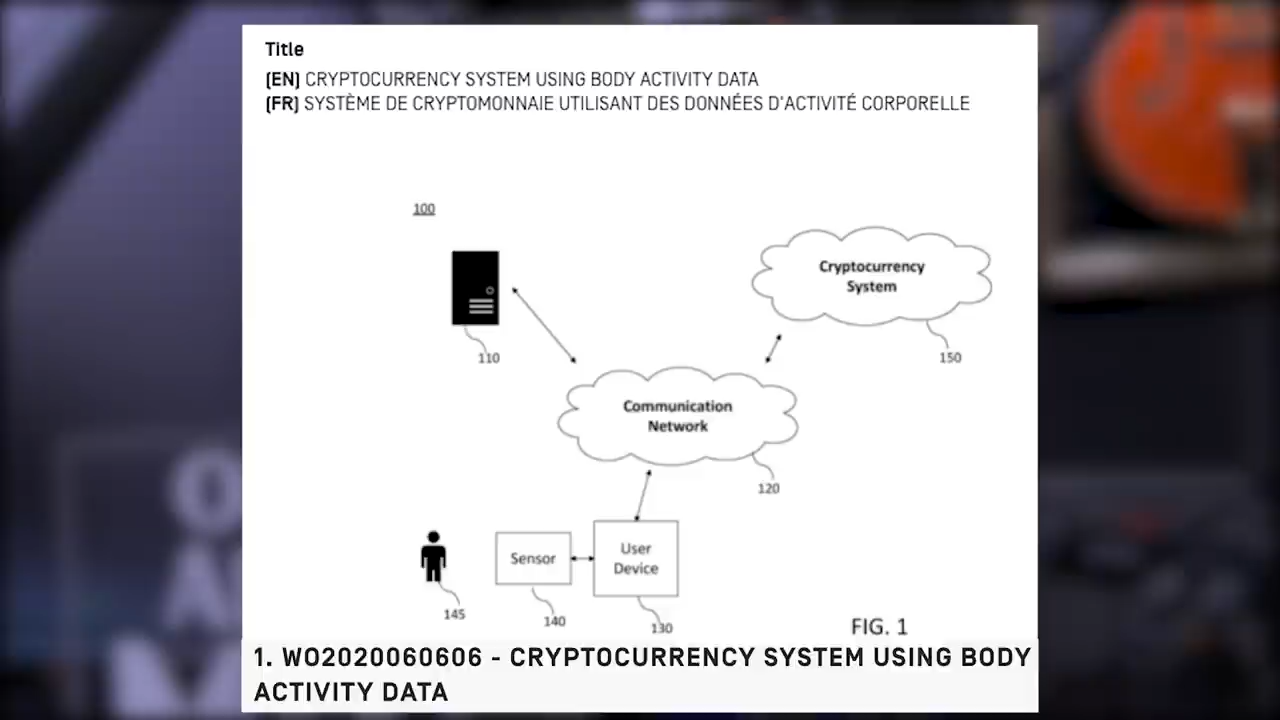 Title
(EN) CRYPTOCURRENCY SYSTEM USING BODY ACTIVITY DATA
(FR) SYSTÈME DE CRYPTOMONNAIE UTILISANT DES DONNÉES D'ACTIVITÉ CORPORELLE
100
Cryptocurrency
System
110
150
Communication
Network
120
Sensor
User
Device
145
140
130
FIG. 1
1. WO2020060606 - CRYPTOCURRENCY SYSTEM USING BODY
ACTIVITY DATA